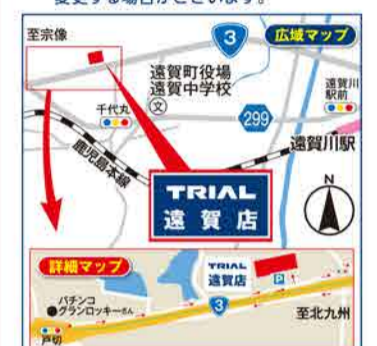 変更する場合がございます。
至宗像
3
広域マップ
遠賀町役場
遠賀中学校
文
遠賀川
駅前
千代丸
299
遠賀川駅
鹿児島本線
N
TRIAL
遠賀店
詳細マップ
TRIAL
遠賀店
P
3
パチンコ
グランロッキーさん
至北九州
戸切